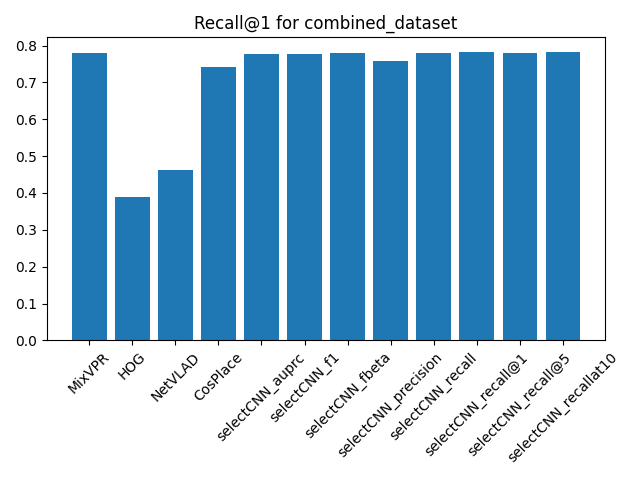 Recall@1 for combined_dataset
0.8
0.7
0.6
0.5
0.4
0.3
0.2
0.1
0.0
MixVPR
HOG
NetVLAD
CosPlace
selectCNN_auprc
selectCNN_f1
selectCNN_fbeta
selectCNN_precision
selectCNN_recall
selectCNN_recall@1
selectCNN_recall@5
selectCNN_recallat10